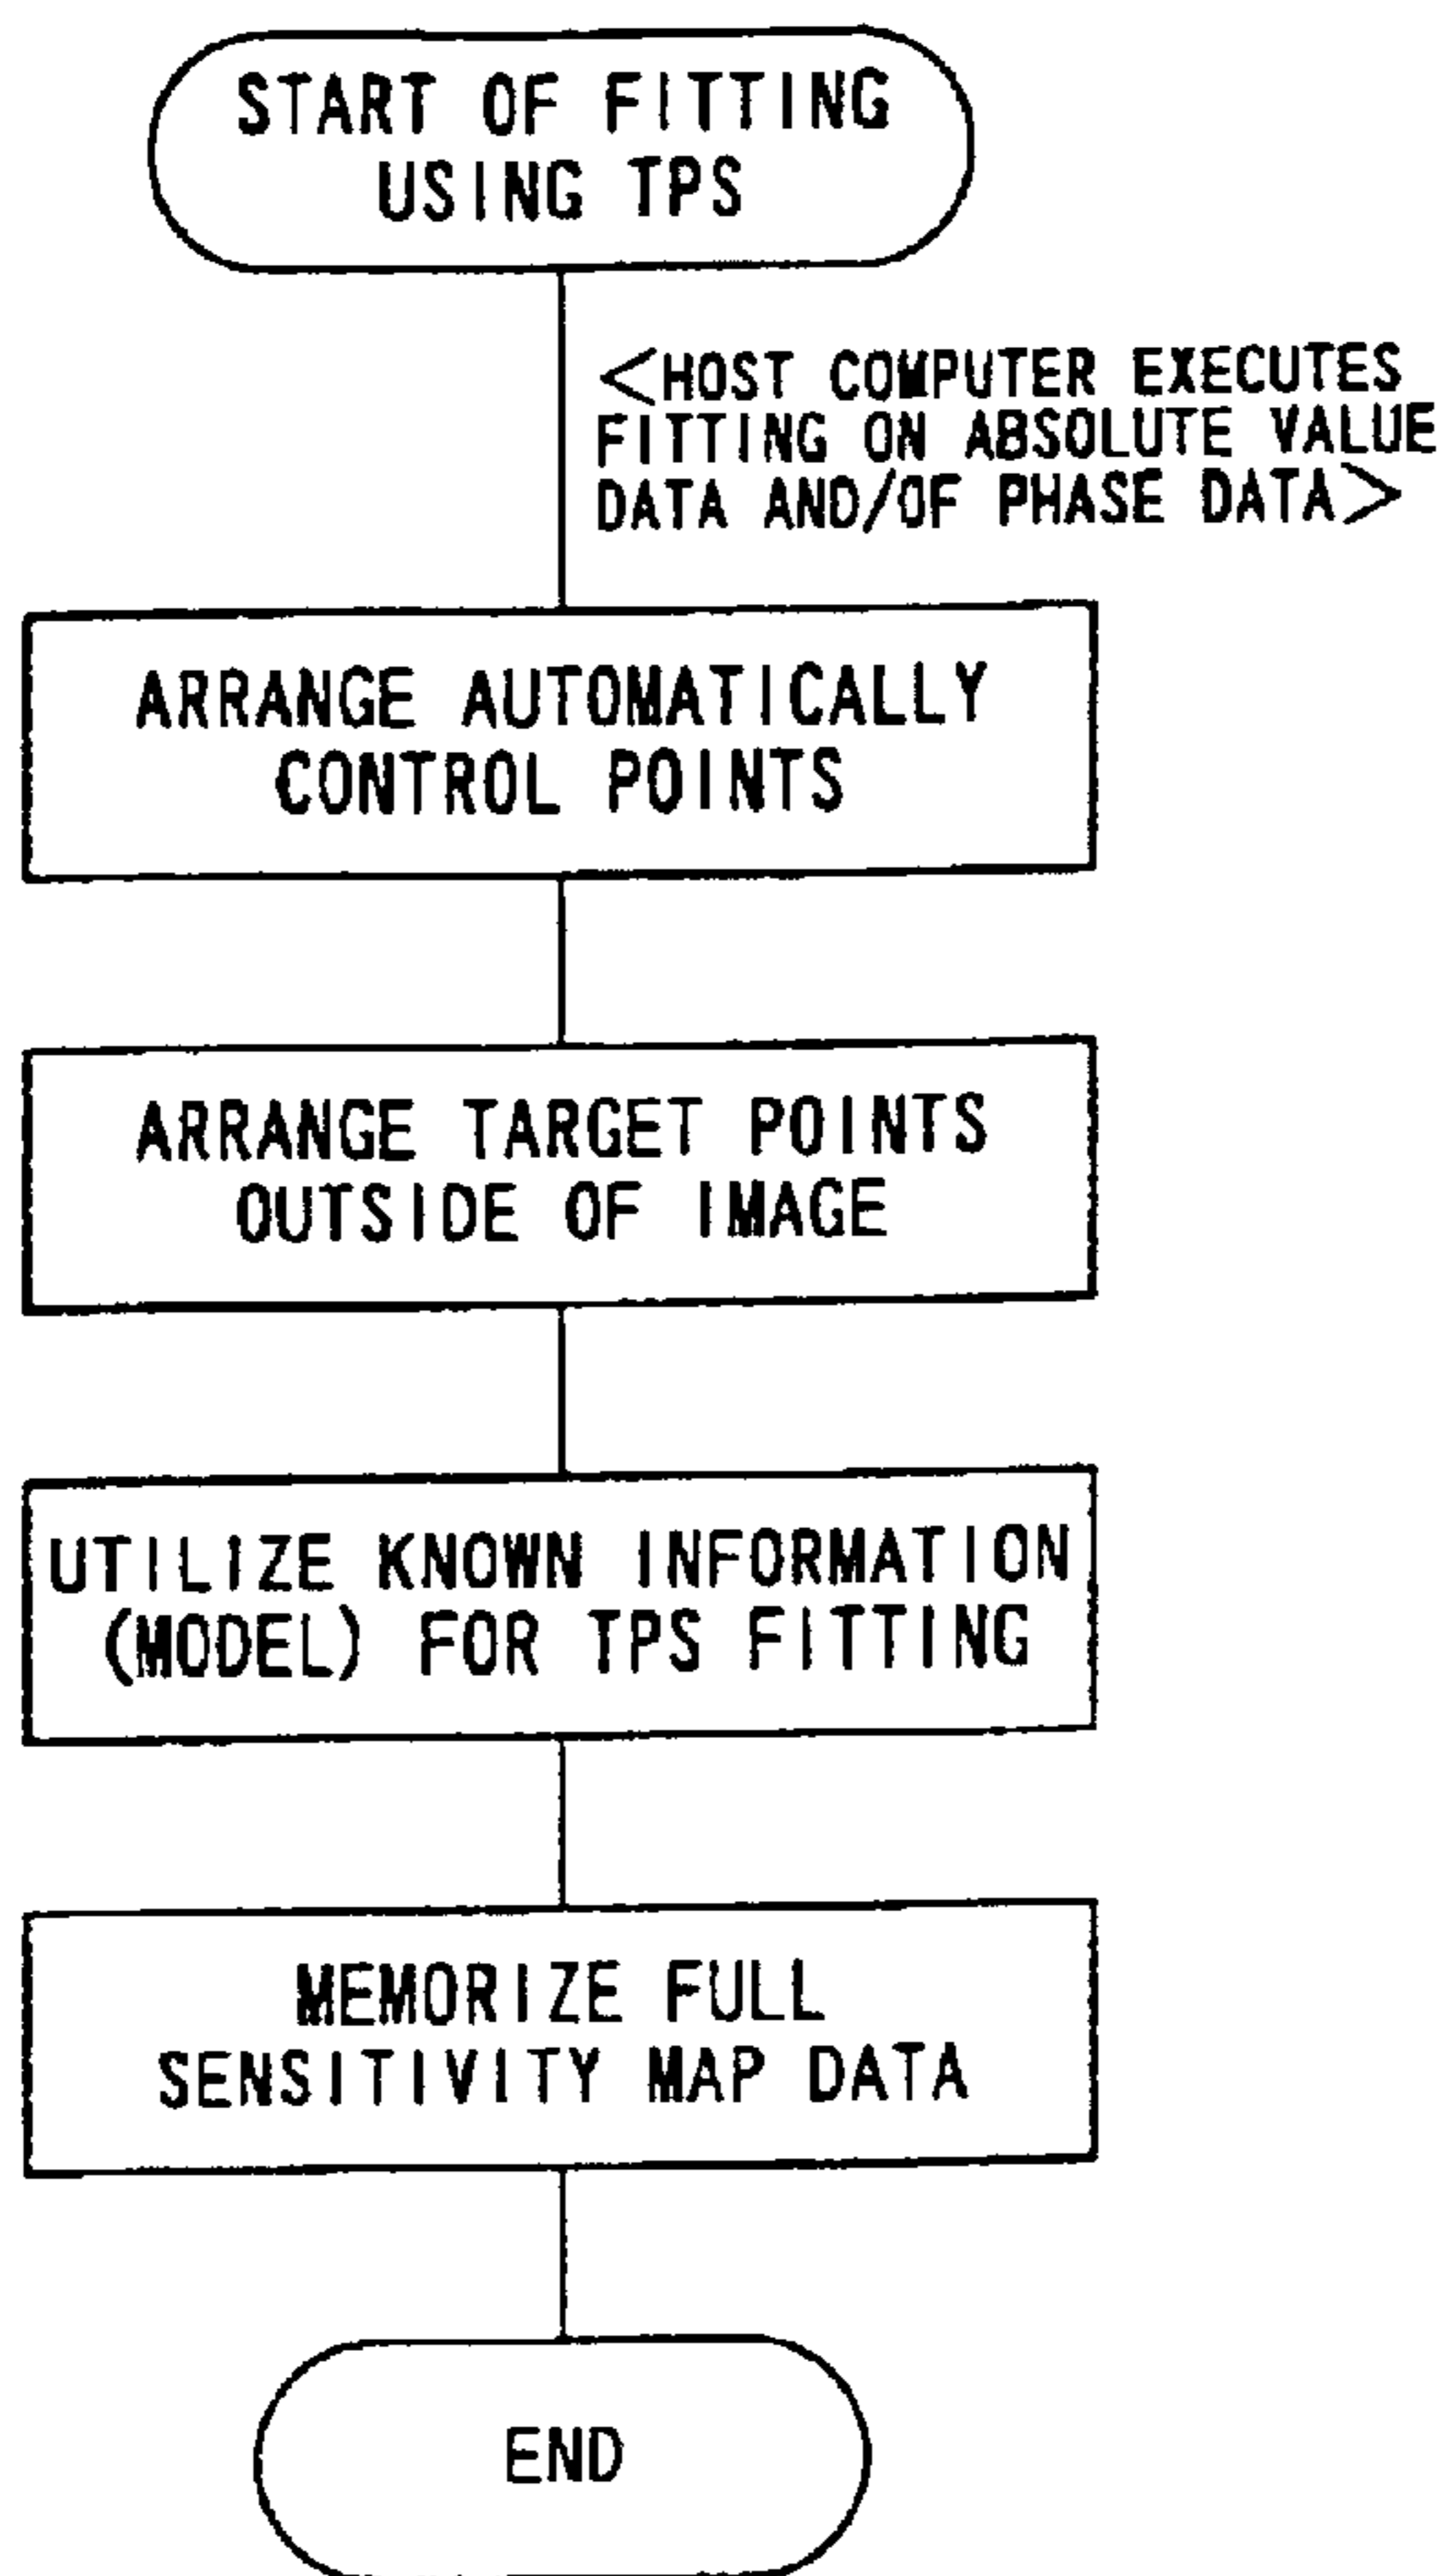 START OF FITTING
USING TPS
<HOST COMPUTER EXECUTES
FITTING ON ABSOLUTE VALUE
DATA AND/OF PHASE DATA>
ARRANGE AUTOMATICALLY
CONTROL POINTS
ARRANGE TARGET POINTS
OUTSIDE OF IMAGE
UTILIZE KNOWN INFORMATION
(MODEL) FOR TPS FITTING
MEMORIZE FULL
SENSITIVITY MAP DATA
END